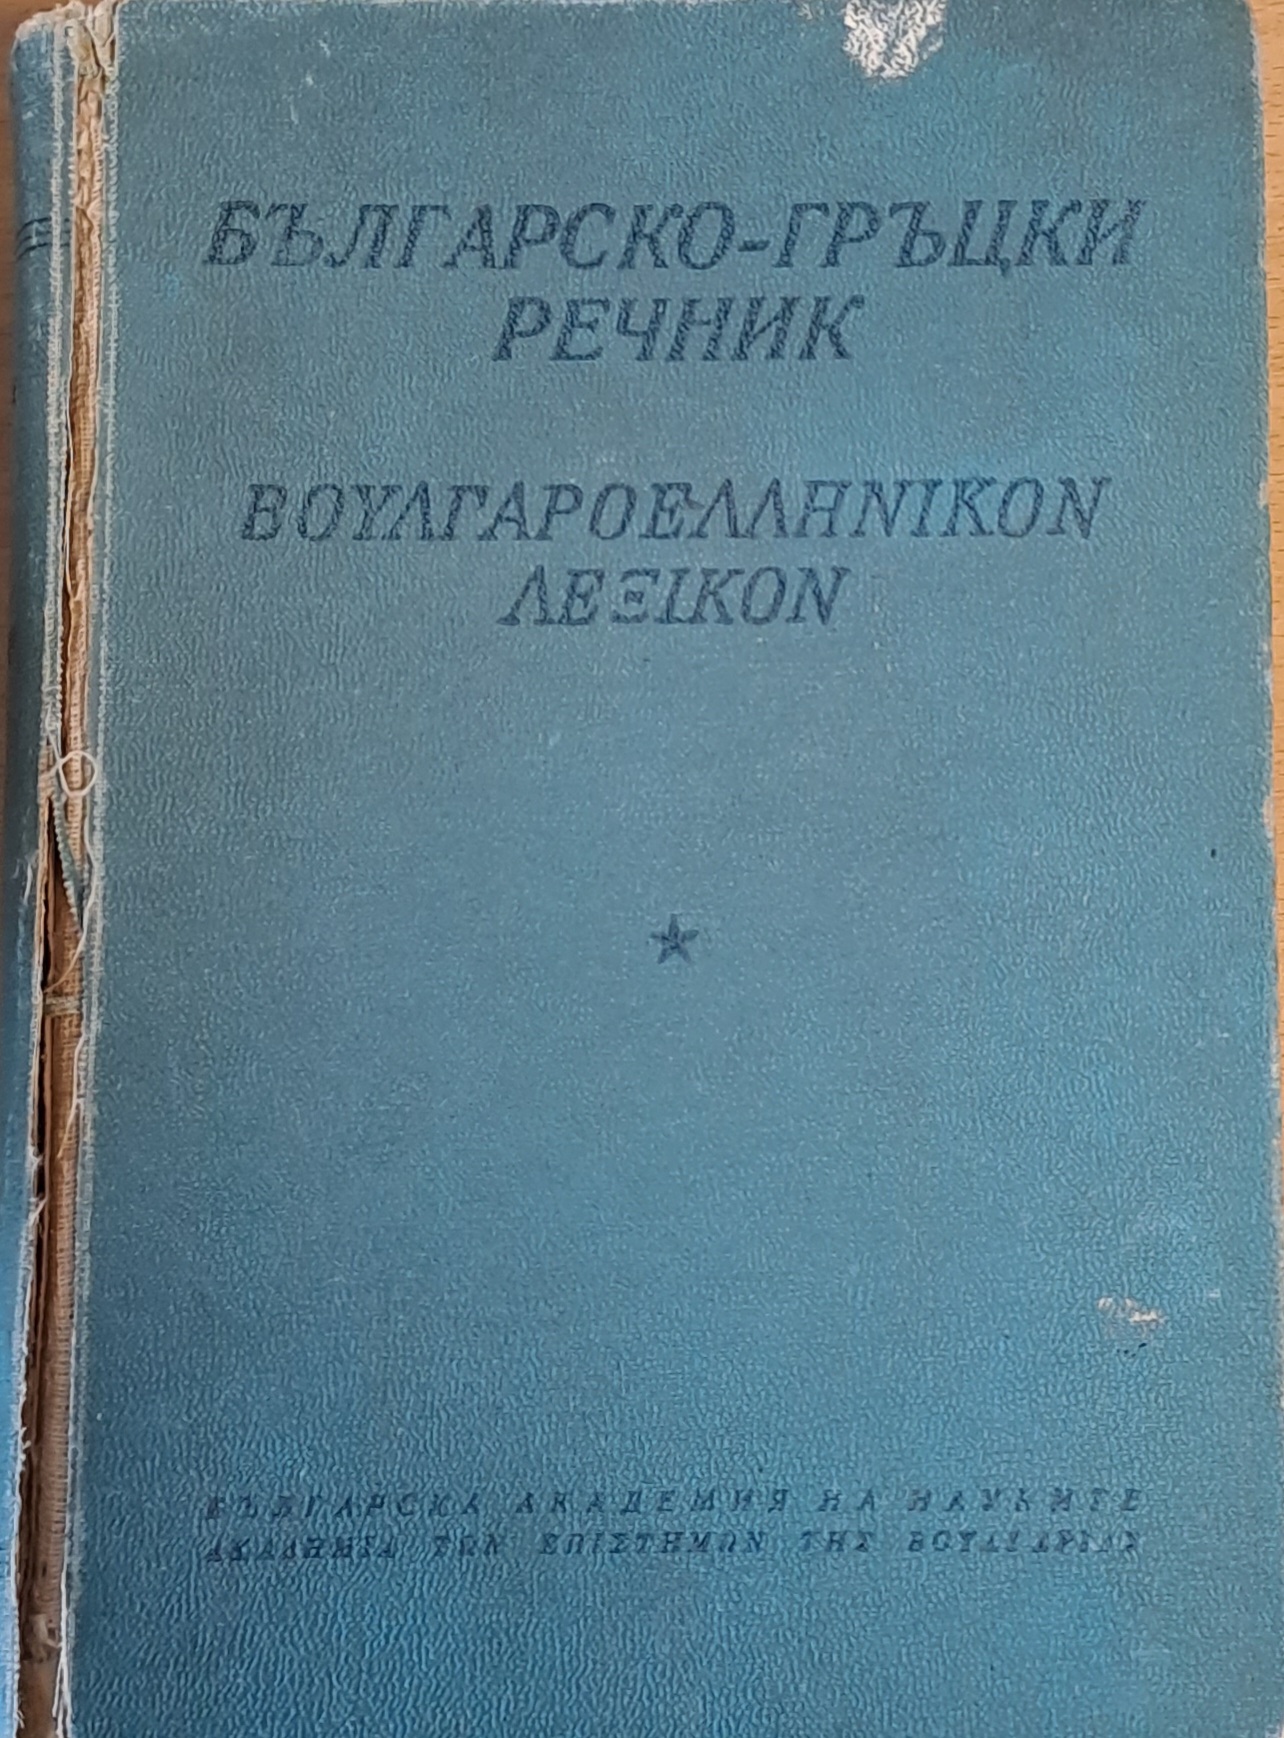 БЪЛГАРСКО-ГРЪЦКИ
РЕЧНИК
ΒΟΥΛΓΑΡΟΕΛΛΗΝΙΚΟΝ
ΛΕΞΙΚΟΝ
БЪЛГАРСКА АКАДЕМИЯ НА НАУКИТЕ
ΑΚΑΔΗΜΙΑ ΤΩΝ ΕΠΙΣΤΗΜΩΝ ΤΗΣ ΒΟΥΛΓΑΡΙΑΣ